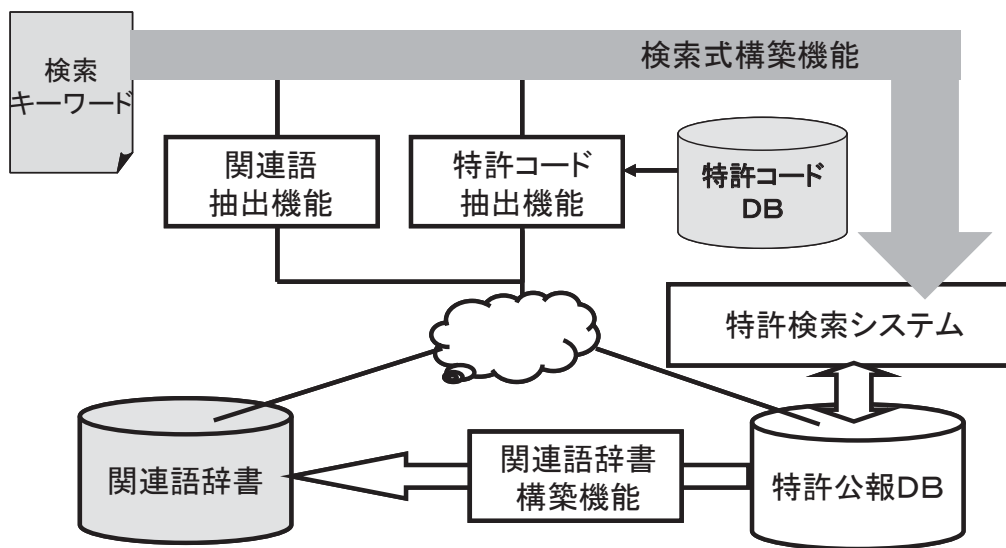 検索
キーワード
検索式構築機能
関連語
抽出機能
特許コード
抽出機能
特許コード
DB
特許検索システム
関連語辞書
関連語辞書
構築機能
特許公報DB